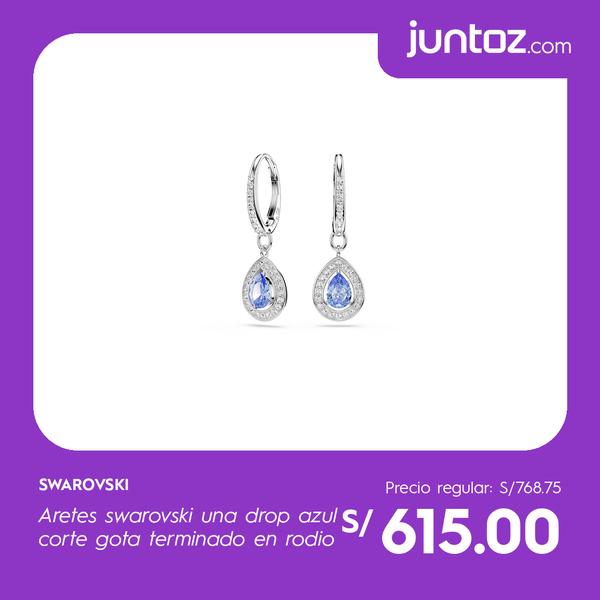 juntoz.com
SWAROVSKI
Aretes swarovski una drop azul
corte gota terminado en rodio
Precio regular: S/768.75
S/ 615.00